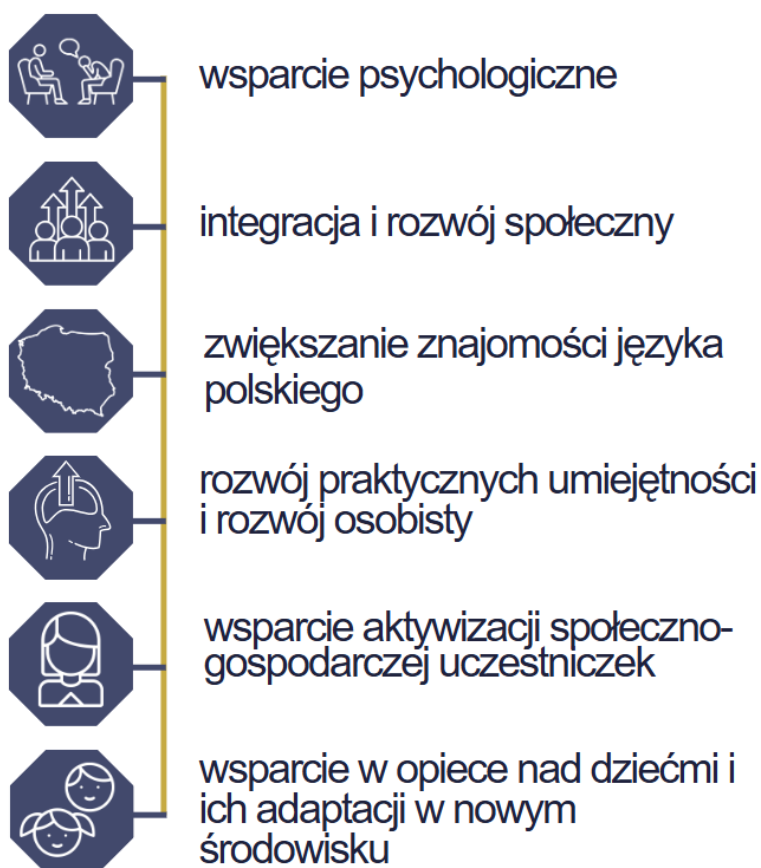 wsparcie psychologiczne
integracja i rozwój społeczny
zwiększanie znajomości języka
polskiego
rozwój praktycznych umiejętności
i rozwój osobisty
wsparcie aktywizacji społeczno-
gospodarczej uczestniczek
wsparcie w opiece nad dziećmi i
ich adaptacji w nowym
środowisku